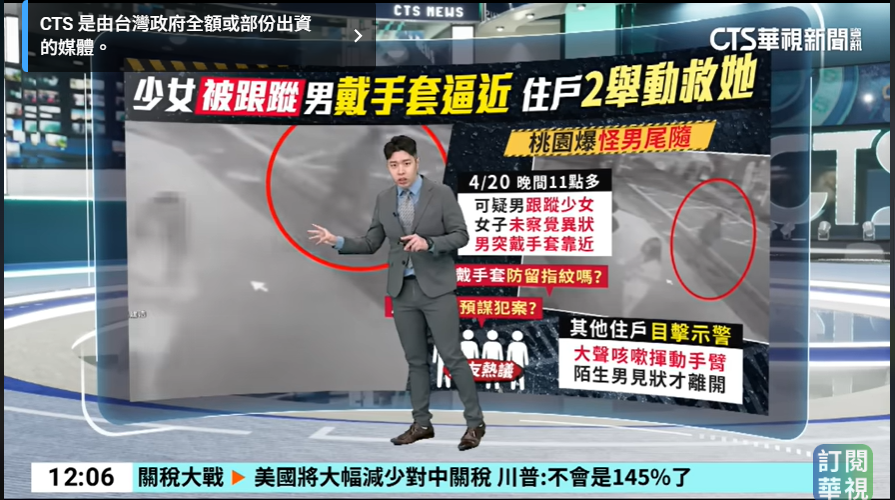 CTS 是由台灣政府全額或部份出資
的媒體。
CTS NEWS
CTS華視新聞資訊
少女被跟蹤 男戴手套逼近 住戶2舉動救她
桃園爆怪男尾隨
4/20 晚間11點多
可疑男跟蹤少女
女子未察覺異狀
男突戴手套靠近
戴手套防留指紋嗎?
預謀犯案?
友熱議
其他住戶目擊示警
大聲咳嗽揮動手臂
陌生男見狀才離開
CTS
12:06 關稅大戰 ▶ 美國將大幅減少對中關稅 川普:不會是145%了
訂閱
華視